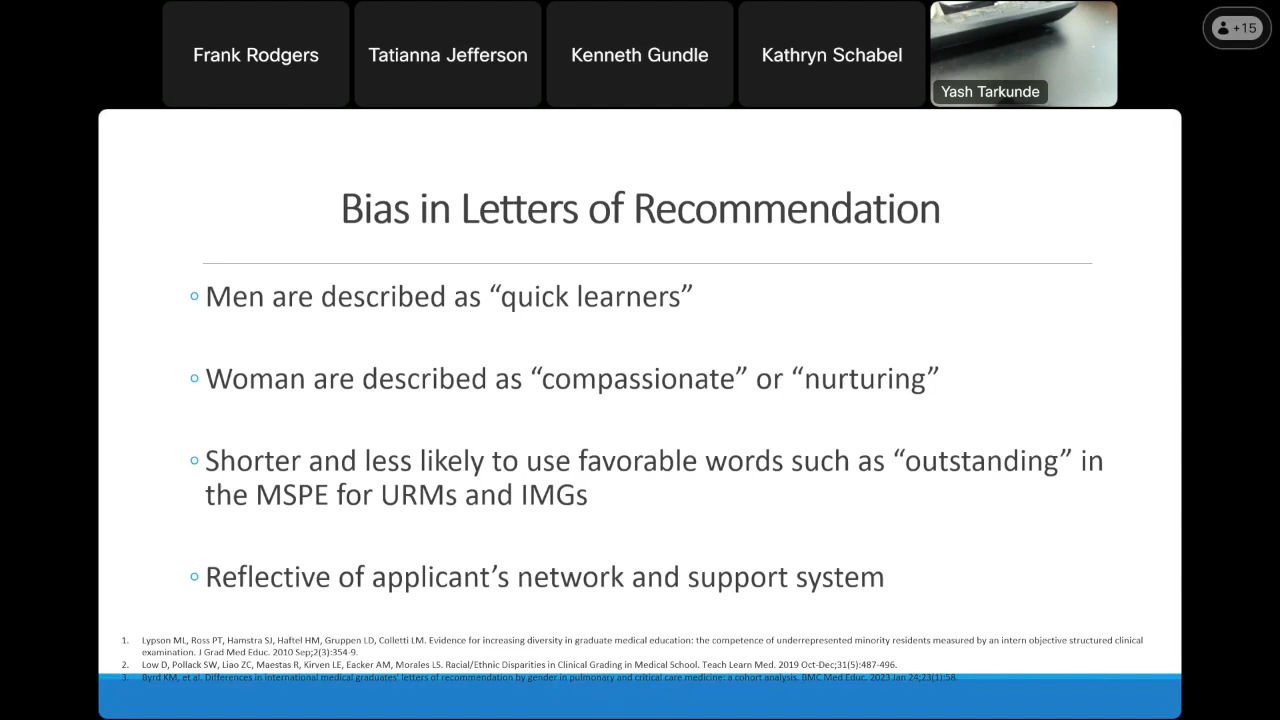 Frank Rodgers
Tatianna Jefferson
Kenneth Gundle
Kathryn Schabel
Yash Tarkunde
+15
Bias in Letters of Recommendation
Men are described as “quick learners”
Woman are described as “compassionate” or “nurturing”
Shorter and less likely to use favorable words such as “outstanding” in
the MSPE for URMs and IMGs
Reflective of applicant’s network and support system
1. Lypson ML, Ross PT, Hamstra SJ, Haftel HM, Gruppen LD, Colletti LM. Evidence for increasing diversity in graduate medical education: the competence of underrepresented minority residents measured by an intern objective structured clinical
examination. J Grad Med Educ. 2010 Sep;2(3):354-9.
2. Low D, Pollack SW, Liao ZC, Maestas R, Kirven LE, Eacker AM, Morales LS. Racial/Ethnic Disparities in Clinical Grading in Medical School. Teach Learn Med. 2019 Oct-Dec;31(5):487-496.
3. Byrd KM, et al. Differences in international medical graduates' letters of recommendation by gender in pulmonary and critical care medicine: a cohort analysis. BMC Med Educ. 2023 Jan 24;23(1):58.